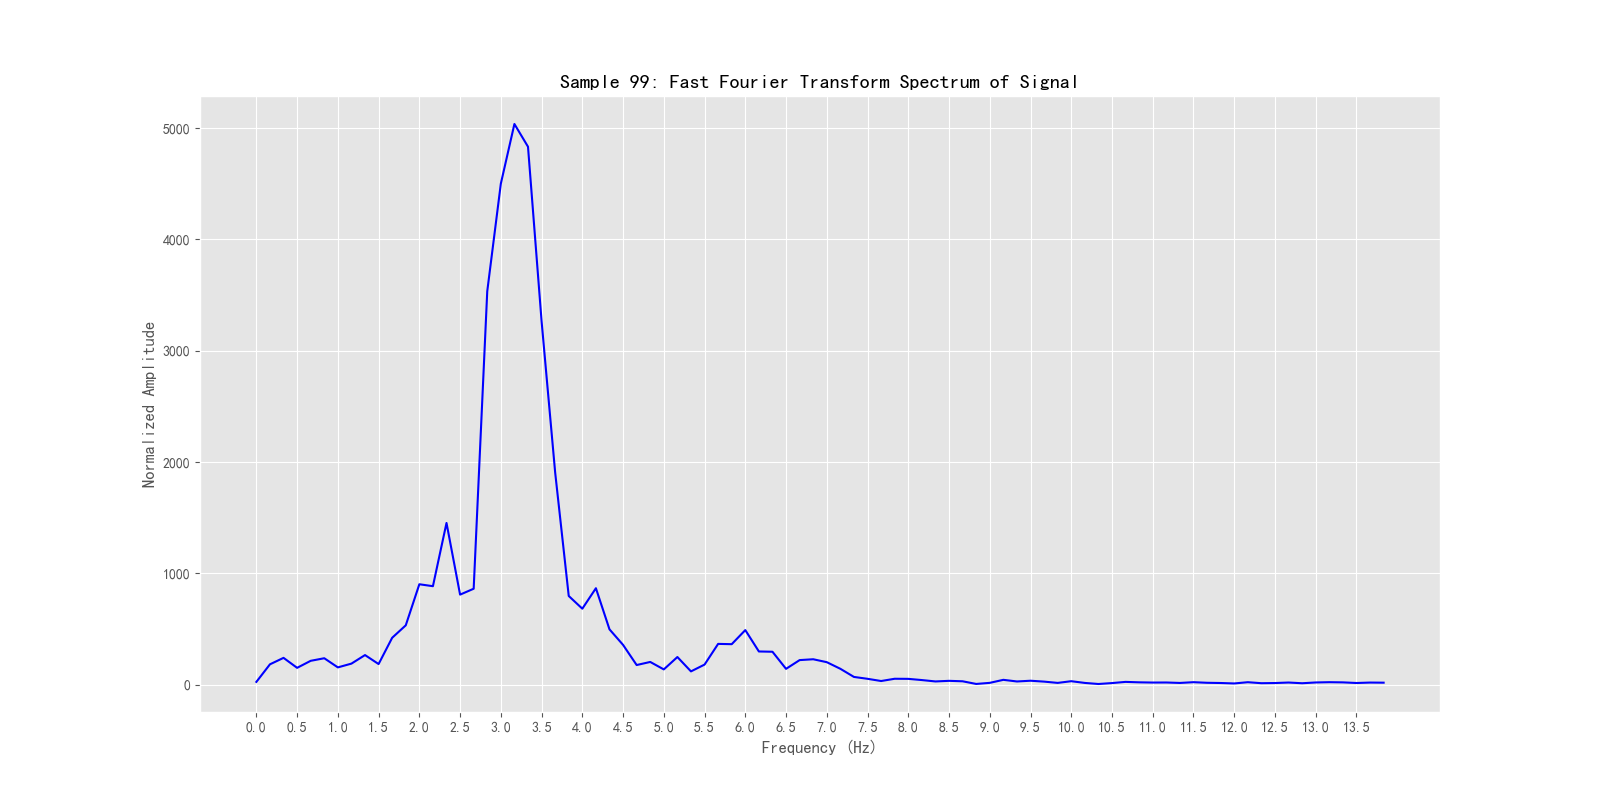 Sample 99: Fast Fourier Transform Spectrum of Signal
5000
4000
3000
2000
1000
0
Normalized Amplitude
0.0 0.5 1.0 1.5 2.0 2.5 3.0 3.5 4.0 4.5 5.0 5.5 6.0 6.5 7.0 7.5 8.0 8.5 9.0 9.5 10.0 10.5 11.0 11.5 12.0 12.5 13.0 13.5
Frequency (Hz)